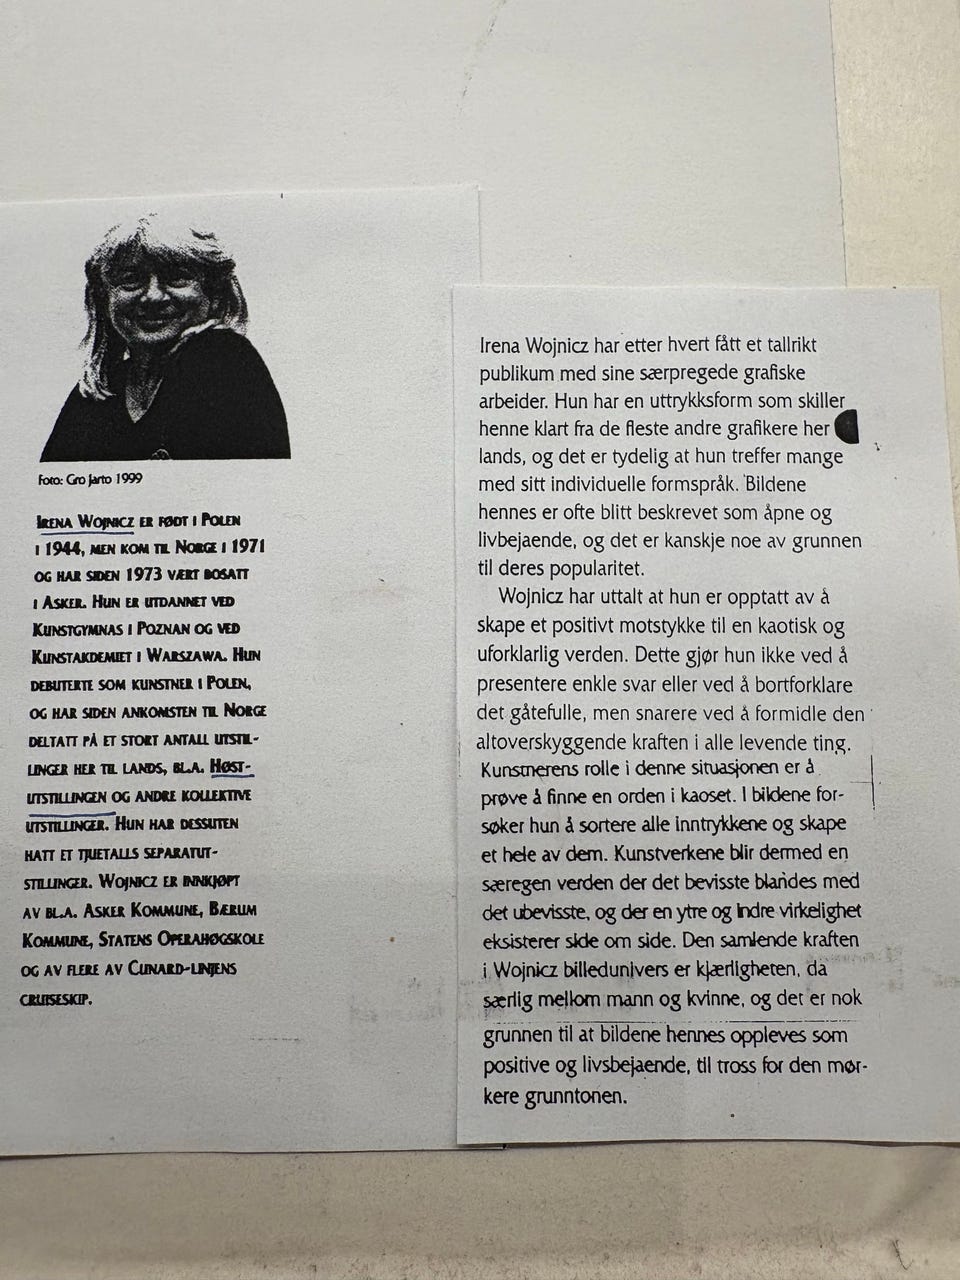 Foto: Gro Jarto 1999
Irena Wojnicz er født i Polen
i 1944, men kom til Norge i 1971
og har siden 1973 vært bosatt
i Asker. Hun er utdannet ved
Kunstgymnas i Poznan og ved
Kunstakdemiet i Warszawa. Hun
debuterte som kunstner i Polen,
og har siden ankomsten til Norge
deltatt på et stort antall utstil-
linger her til lands, bl.a. Høst-
utstillingen og andre kollektive
utstillinger. Hun har dessuten
hatt et tjuetalls separatut-
stillinger. Wojnicz er innkjøpt
av bl.a. Asker Kommune, Bærum
Kommune, Statens Operahøgskole
og av flere av Cunard-linjens
cruiseskip.
Irena Wojnicz har etter hvert fått et tallrikt
publikum med sine særpregede grafiske
arbeider. Hun har en uttrykksform som skiller
henne klart fra de fleste andre grafikere her
lands, og det er tydelig at hun treffer mange
med sitt individuelle formspråk. Bildene
hennes er ofte blitt beskrevet som åpne og
livbejaende, og det er kanskje noe av grunnen
til deres popularitet.
Wojnicz har uttalt at hun er opptatt av å
skape et positivt motstykke til en kaotisk og
uforklarlig verden. Dette gjør hun ikke ved å
presentere enkle svar eller ved å bortforklare
det gåtefulle, men snarere ved å formidle den
altoverskyggende kraften i alle levende ting.
Kunstnerens rolle i denne situasjonen er å
prøve å finne en orden i kaoset. I bildene for-
søker hun å sortere alle inntrykkene og skape
et hele av dem. Kunstverkene blir dermed en
særegen verden der det bevisste blandes med
det ubevisste, og der en ytre og indre virkelighet
eksisterer side om side. Den samlende kraften
i Wojnicz billedunivers er kjærligheten, da
særlig mellom mann og kvinne, og det er nok
grunnen til at bildene hennes oppleves som
positive og livsbejaende, til tross for den mør-
kere grunntonen.